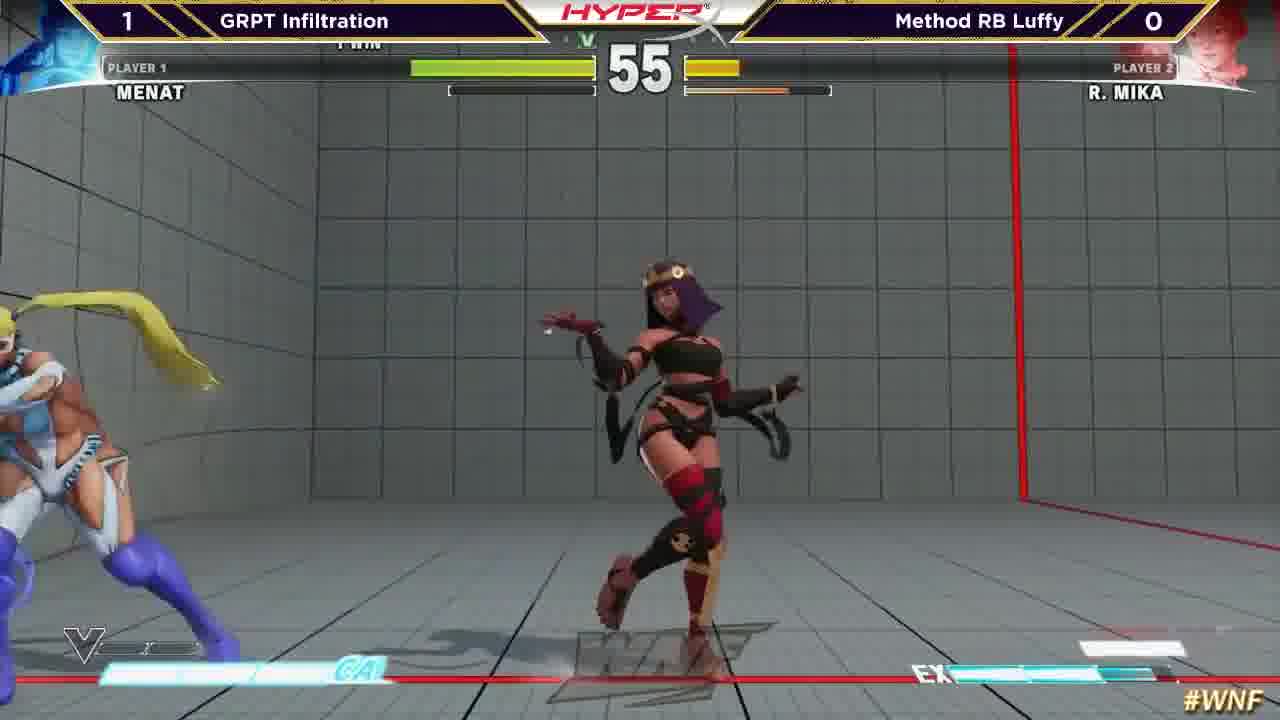 1 GRPT Infiltration HYPERX Method RB Luffy 0
1 WIN
V
PLAYER 1 55 PLAYER 2
MENAT R. MIKA
V
CA EX
#WNF